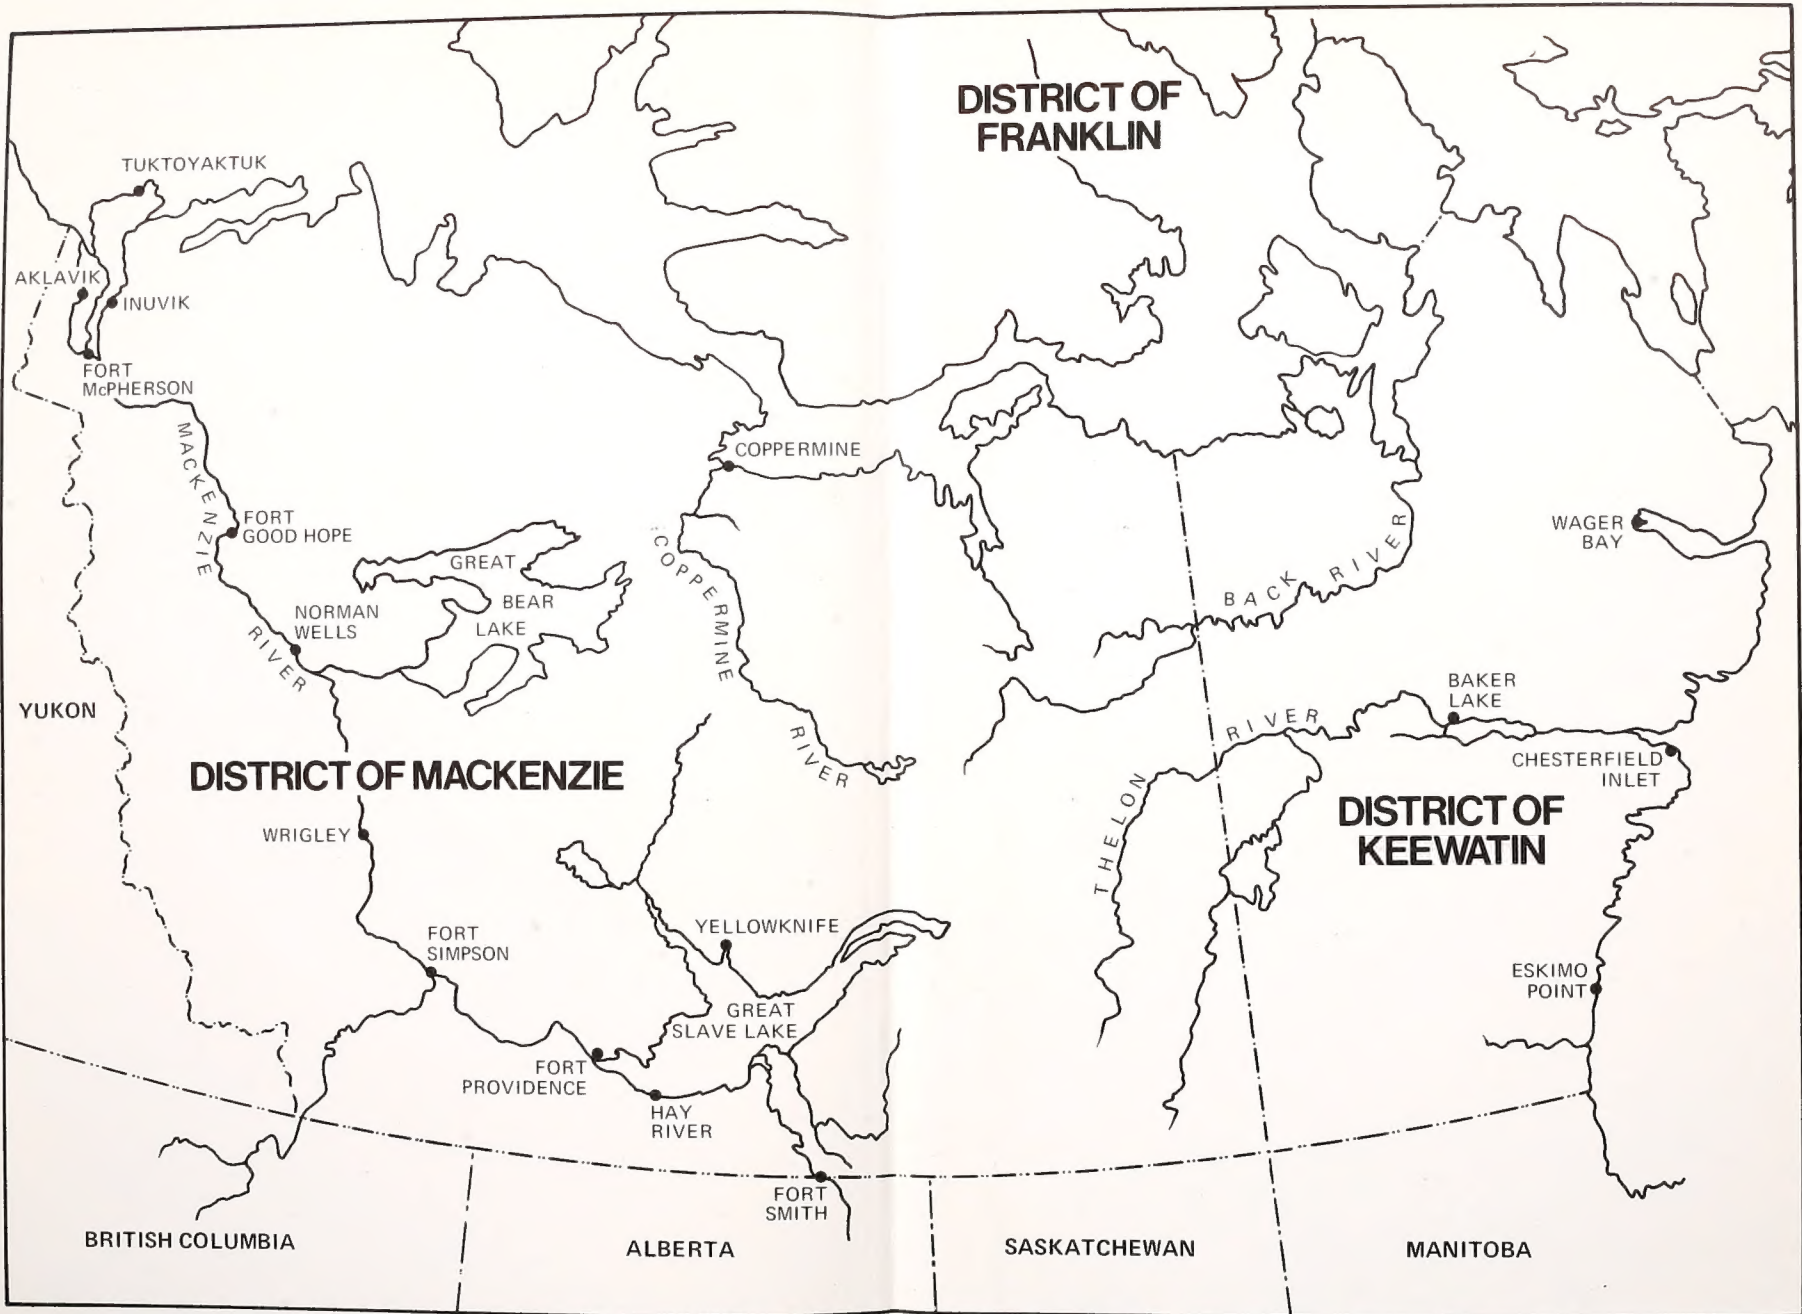 DISTRICT OF
FRANKLIN
TUKTOYAKTUK
AKLAVIK
INUVIK
FORT
McPHERSON
MACKENZIE
RIVER
COPPERMINE
FORT
GOOD HOPE
GREAT
BEAR
LAKE
NORMAN
WELLS
COPPERMINE
RIVER
BACK RIVER
WAGER
BAY
YUKON
BAKER
LAKE
THELON
RIVER
CHESTERFIELD
INLET
DISTRICT OF MACKENZIE
DISTRICT OF
KEEWATIN
WRIGLEY
FORT
SIMPSON
YELLOWKNIFE
ESKIMO
POINT
GREAT
SLAVE LAKE
FORT
PROVIDENCE
HAY
RIVER
FORT
SMITH
BRITISH COLUMBIA
ALBERTA
SASKATCHEWAN
MANITOBA